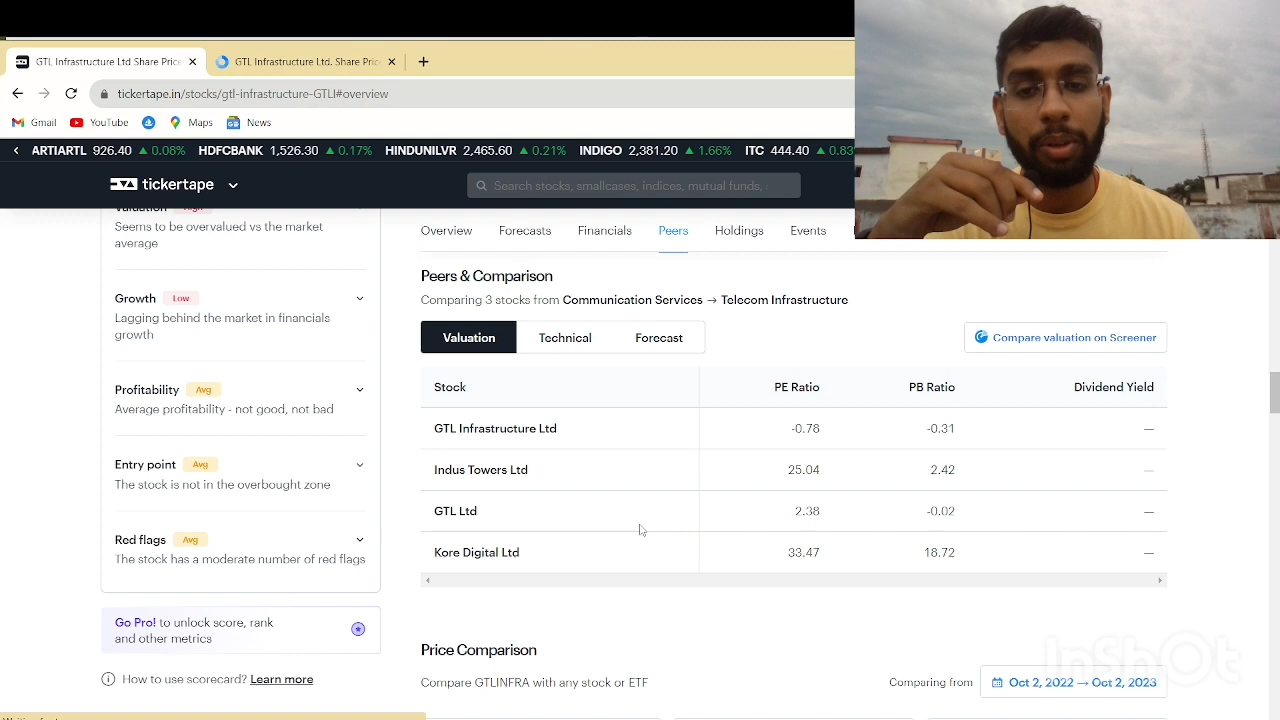 GTL Infrastructure Ltd Share Price
GTL Infrastructure Ltd. Share Price
tickertape.in/stocks/gtl-infrastructure-GTLI#overview
Gmail YouTube Maps News
ARTIARTL 926.40 ▲ 0.08% HDFCBANK 1,526.30 ▲ 0.17% HINDUNILVR 2,465.60 ▲ 0.21% INDIGO 2,381.20 ▲ 1.66% ITC 444.40 ▲ 0.83
tickertape
Search stocks, smallcases, indices, mutual funds,
Valuation High
Seems to be overvalued vs the market
average
Growth Low
Lagging behind the market in financials
growth
Profitability Avg
Average profitability - not good, not bad
Entry point Avg
The stock is not in the overbought zone
Red flags Avg
The stock has a moderate number of red flags
Go Pro! to unlock score, rank
and other metrics
How to use scorecard? Learn more
Overview Forecasts Financials Peers Holdings Events
Peers & Comparison
Comparing 3 stocks from Communication Services → Telecom Infrastructure
Valuation Technical Forecast
Compare valuation on Screener
Stock PE Ratio PB Ratio Dividend Yield
GTL Infrastructure Ltd -0.78 -0.31 —
Indus Towers Ltd 25.04 2.42 —
GTL Ltd 2.38 -0.02 —
Kore Digital Ltd 33.47 18.72 —
Price Comparison
Compare GTLINFRA with any stock or ETF
Comparing from Oct 2, 2022 → Oct 2, 2023
InShOt